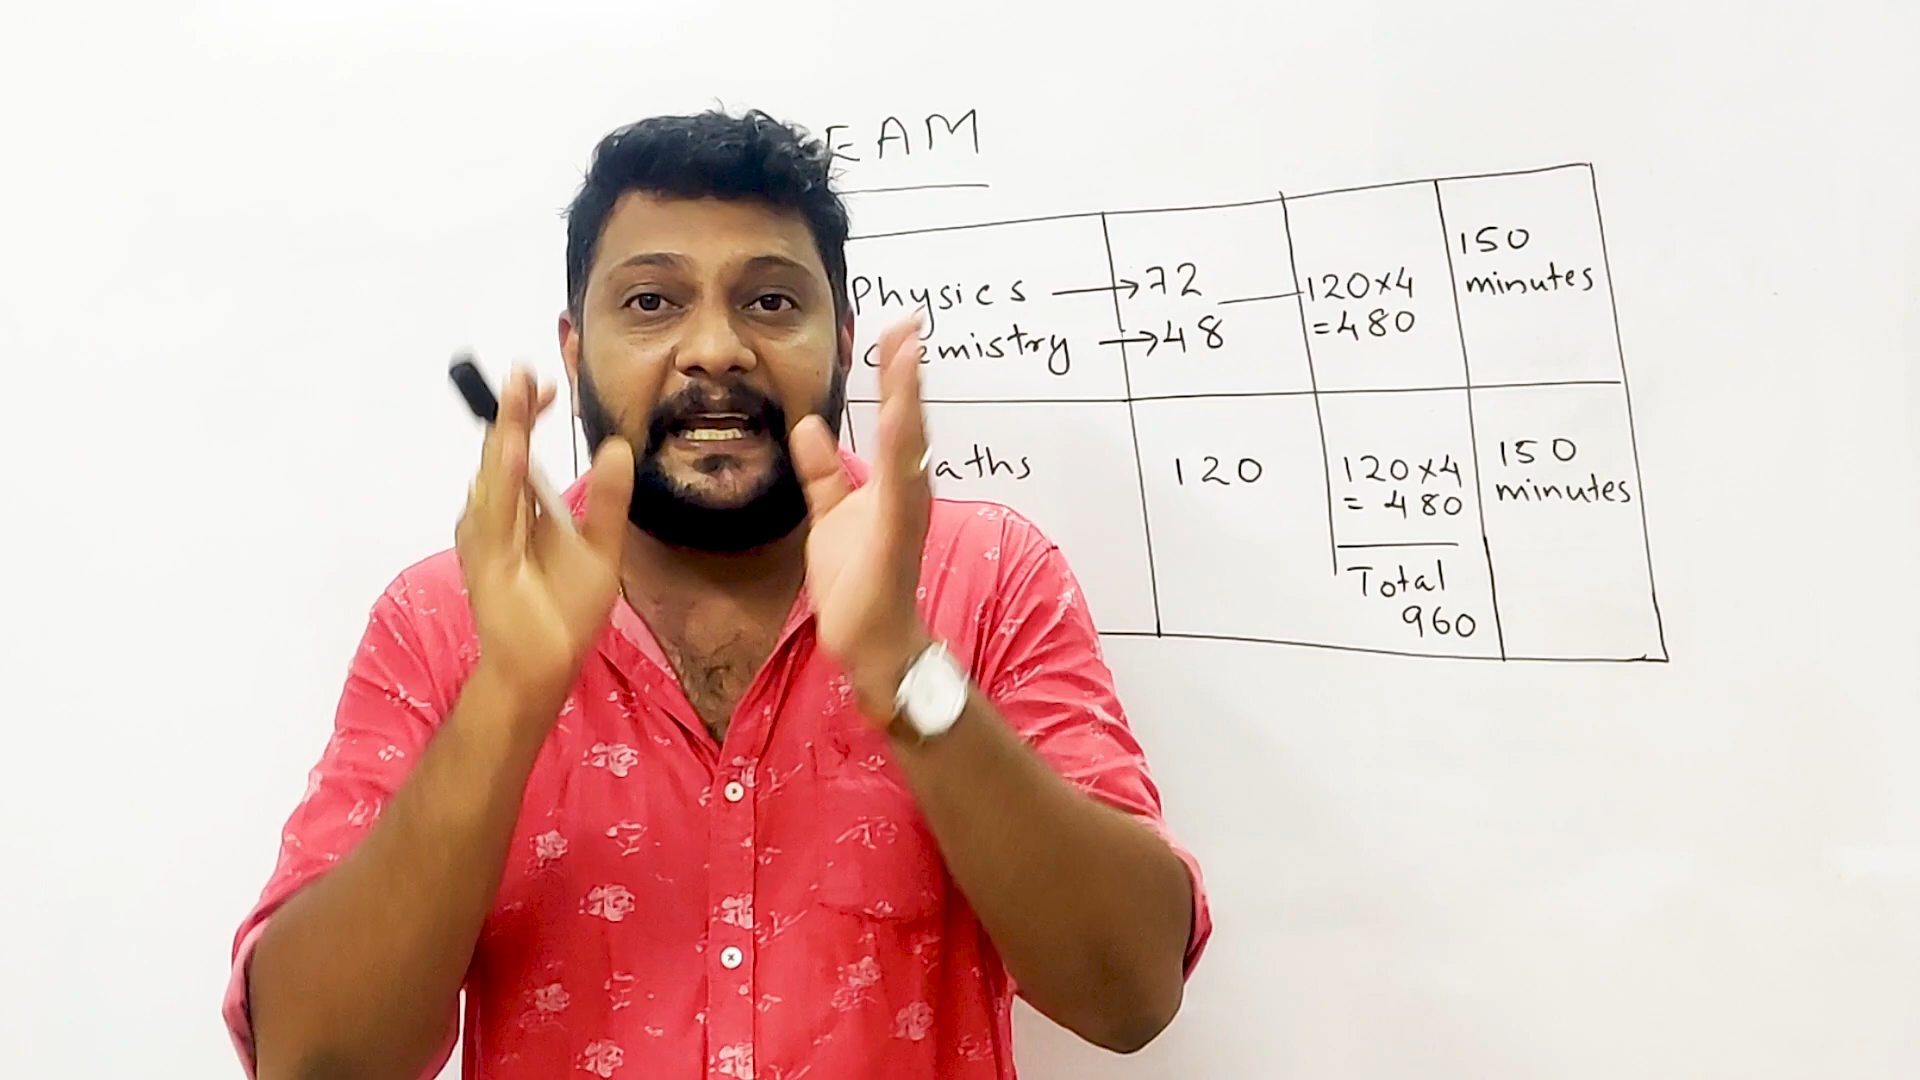 EAM
Physics → 72
Chemistry → 48
120×4
=480
150
minutes
aths
120
120×4
= 480
Total
960
150
minutes